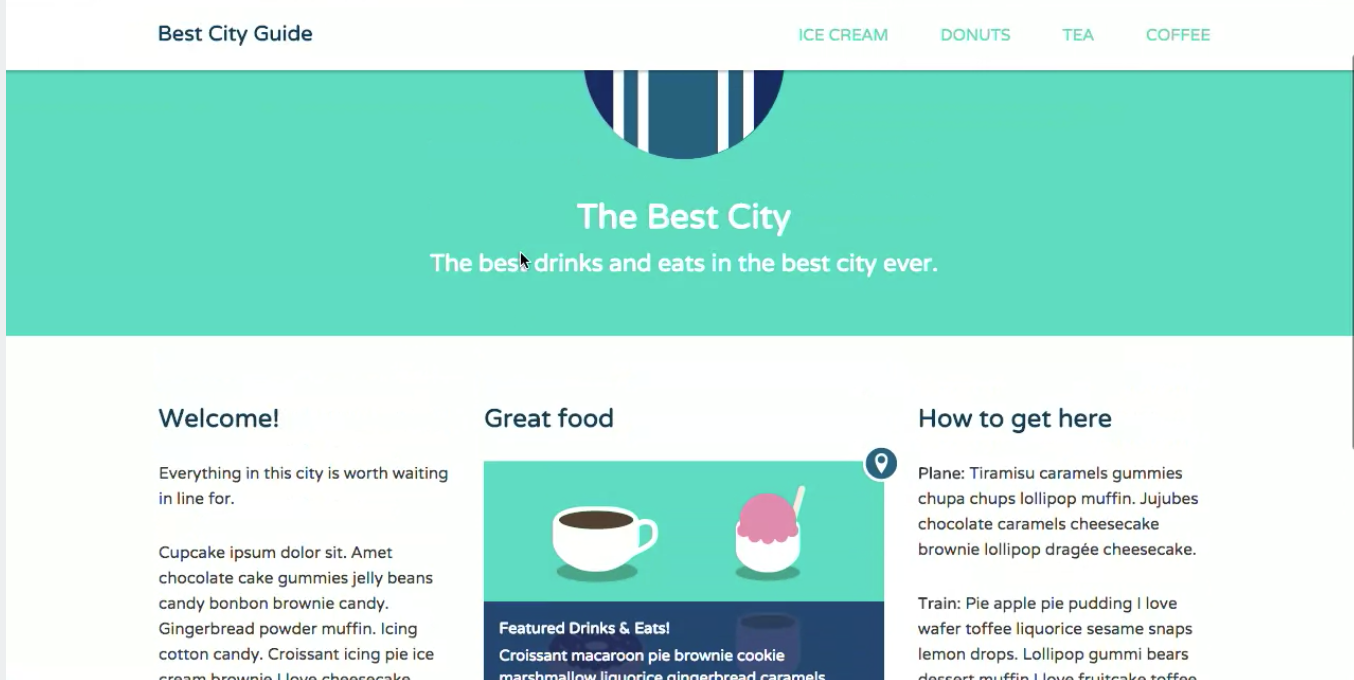 Best City Guide
ICE CREAM DONUTS TEA COFFEE
The Best City
The best drinks and eats in the best city ever.
Welcome!
Everything in this city is worth waiting
in line for.
Cupcake ipsum dolor sit. Amet
chocolate cake gummies jelly beans
candy bonbon brownie candy.
Gingerbread powder muffin. Icing
cotton candy. Croissant icing pie ice
cream brownie I love cheesecake
Great food
Featured Drinks & Eats!
Croissant macaroon pie brownie cookie
marshmallow liquorice gingerbread caramels
How to get here
Plane: Tiramisu caramels gummies
chupa chups lollipop muffin. Jujubes
chocolate caramels cheesecake
brownie lollipop dragée cheesecake.
Train: Pie apple pie pudding I love
wafer toffee liquorice sesame snaps
lemon drops. Lollipop gummi bears
dessert muffin I love fruitcake toffee